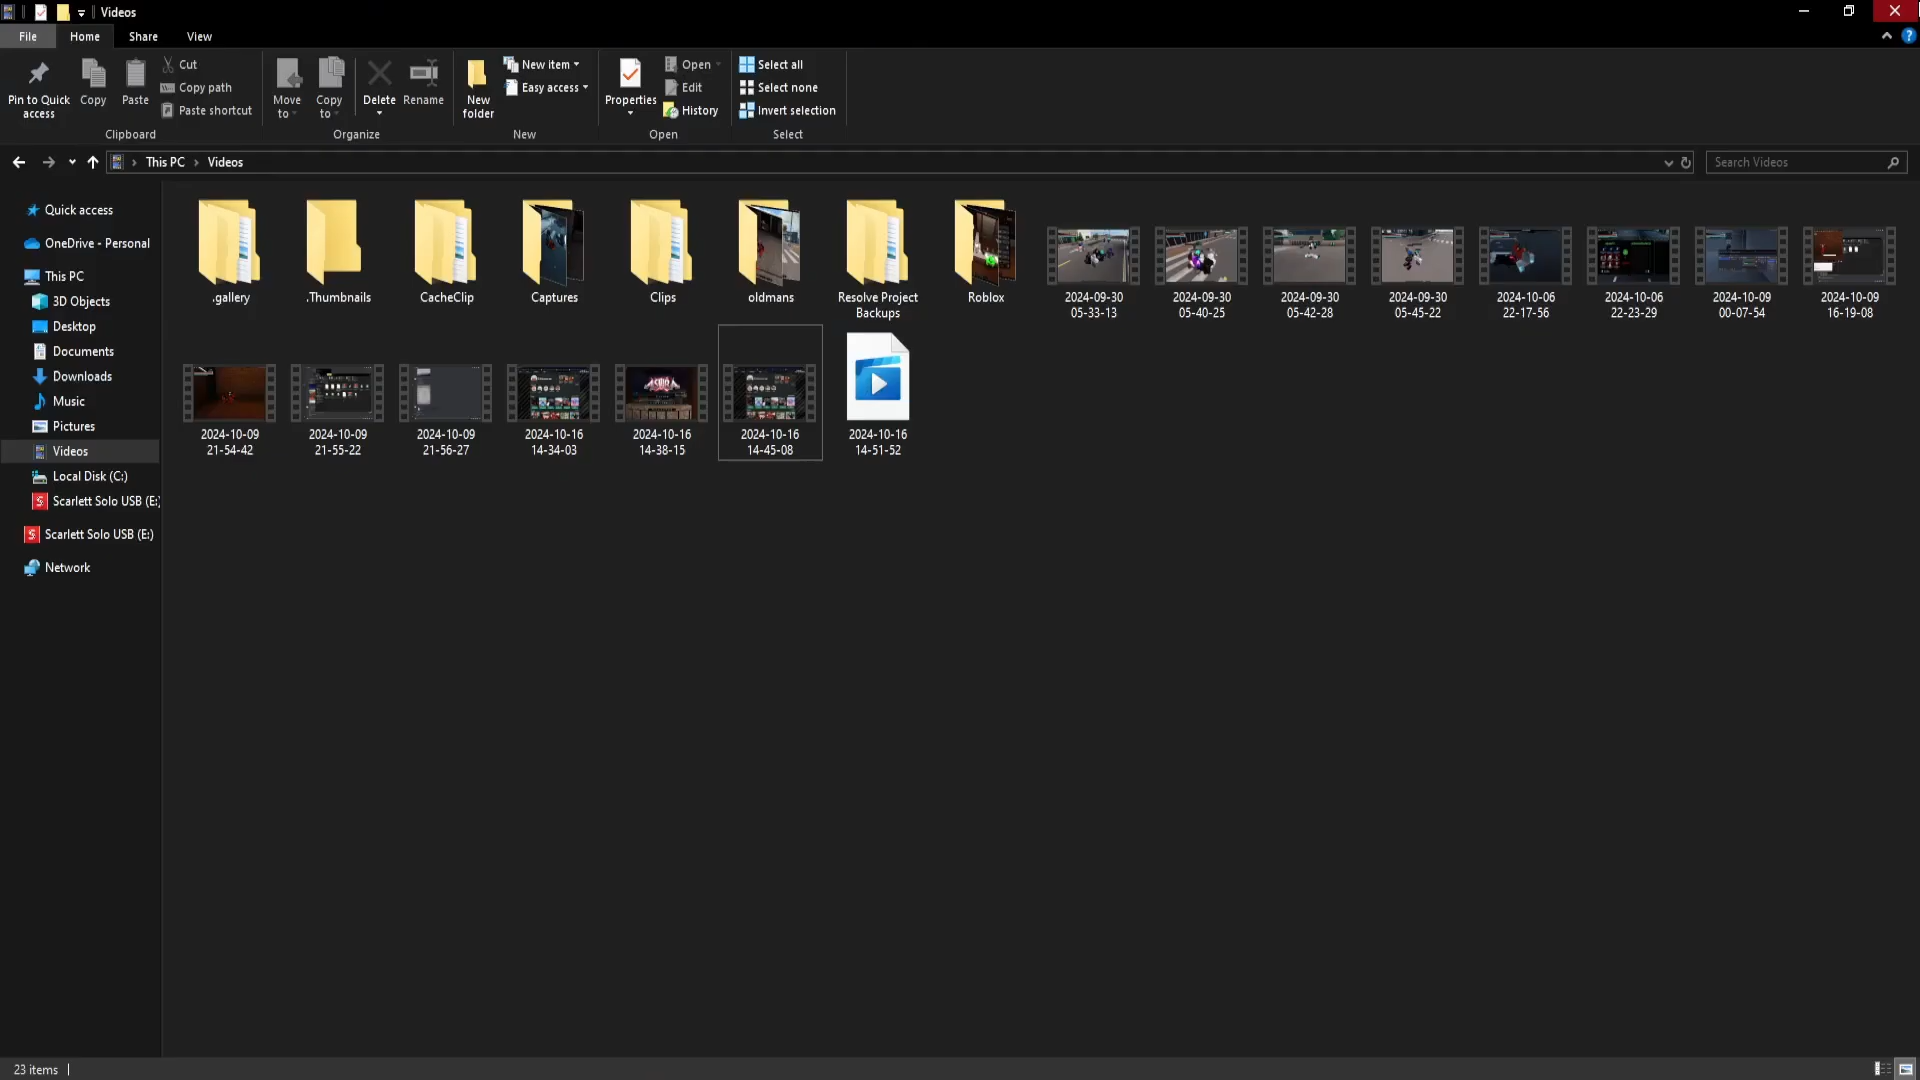 Videos
File Home Share View
Pin to Quick access
Copy
Paste
Cut
Copy path
Paste shortcut
Clipboard
Move to
Copy to
Delete
Rename
Organize
New folder
New item
Easy access
New
Properties
Open
Edit
History
Open
Select all
Select none
Invert selection
Select
This PC › Videos
Search Videos
Quick access
OneDrive - Personal
This PC
3D Objects
Desktop
Documents
Downloads
Music
Pictures
Videos
Local Disk (C:)
Scarlett Solo USB (E:)
Scarlett Solo USB (E:)
Network
.gallery
.Thumbnails
CacheClip
Captures
Clips
oldmans
Resolve Project
Backups
Roblox
2024-09-30
05-33-13
2024-09-30
05-40-25
2024-09-30
05-42-28
2024-09-30
05-45-22
2024-10-06
22-17-56
2024-10-06
22-23-29
2024-10-09
00-07-54
2024-10-09
16-19-08
2024-10-09
21-54-42
2024-10-09
21-55-22
2024-10-09
21-56-27
2024-10-16
14-34-03
2024-10-16
14-38-15
2024-10-16
14-45-08
2024-10-16
14-51-52
23 items